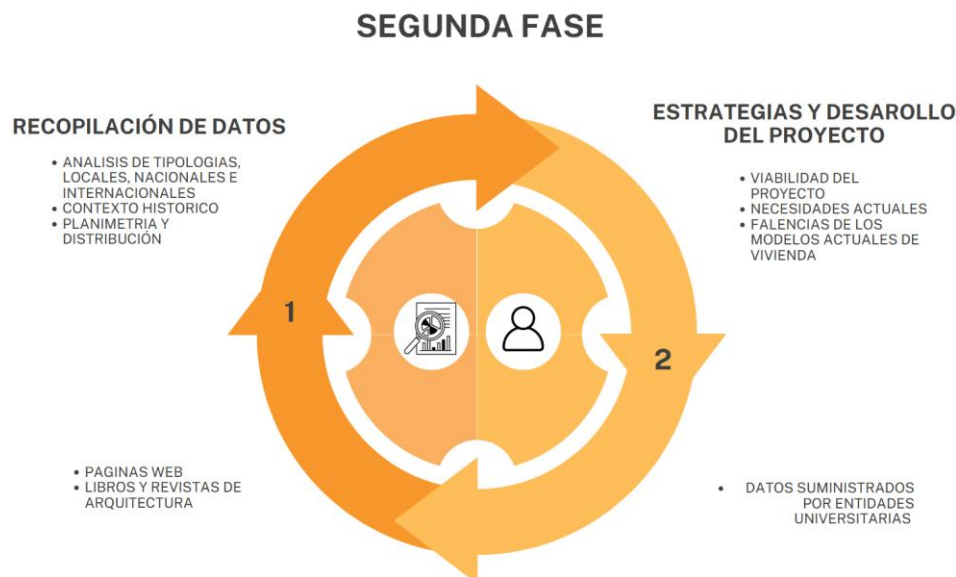 SEGUNDA FASE
RECOPILACIÓN DE DATOS
• ANALISIS DE TIPOLOGIAS,
LOCALES, NACIONALES E
INTERNACIONALES
• CONTEXTO HISTORICO
• PLANIMETRIA Y
DISTRIBUCIÓN
1
• PAGINAS WEB
• LIBROS Y REVISTAS DE
ARQUITECTURA
ESTRATEGIAS Y DESAROLLO
DEL PROYECTO
• VIABILIDAD DEL
PROYECTO
• NECESIDADES ACTUALES
• FALENCIAS DE LOS
MODELOS ACTUALES DE
VIVIENDA
2
• DATOS SUMINISTRADOS
POR ENTIDADES
UNIVERSITARIAS